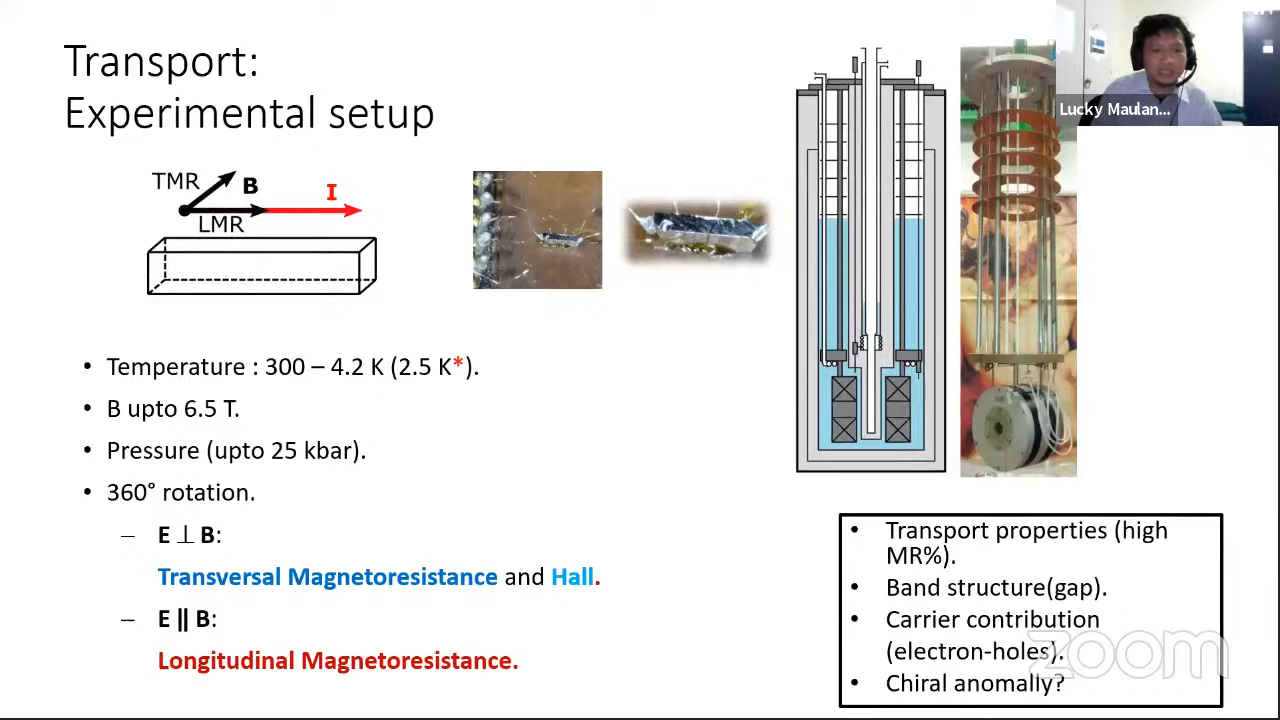 Transport:
Experimental setup
Lucky Maulan...
TMR
B
I
LMR
• Temperature : 300 – 4.2 K (2.5 K*).
• B upto 6.5 T.
• Pressure (upto 25 kbar).
• 360° rotation.
– E ⊥ B:
Transversal Magnetoresistance and Hall.
– E ∥ B:
Longitudinal Magnetoresistance.
• Transport properties (high
MR%).
• Band structure(gap).
• Carrier contribution
(electron-holes).
• Chiral anomally?
zoom